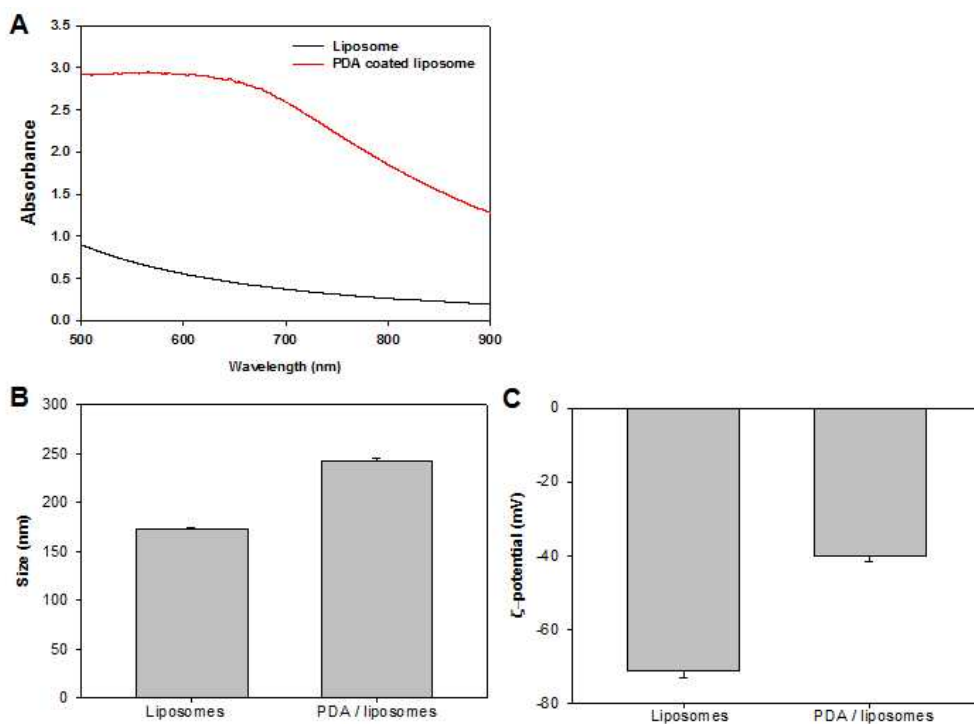 A
3.5
3.0
2.5
2.0
1.5
1.0
0.5
0.0
Absorbance
Liposome
PDA coated liposome
500 600 700 800 900
Wavelength (nm)
B
300
250
200
150
100
50
0
Size (nm)
Liposomes PDA / liposomes
C
0
-20
-40
-60
-80
ζ-potential (mV)
Liposomes PDA / liposomes